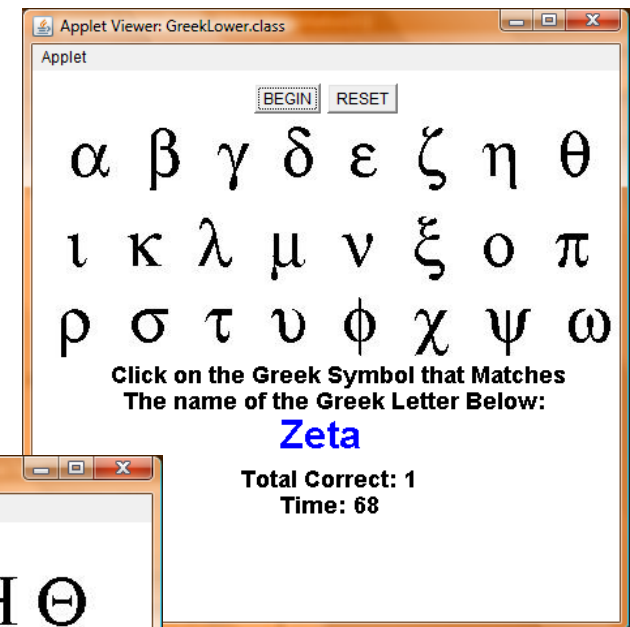 Applet Viewer: GreekLower.class
Applet
BEGIN RESET
α β γ δ ε ζ η θ
ι κ λ μ ν ξ ο π
ρ σ τ υ φ χ ψ ω
Click on the Greek Symbol that Matches
The name of the Greek Letter Below:
Zeta
Total Correct: 1
Time: 68
Θ